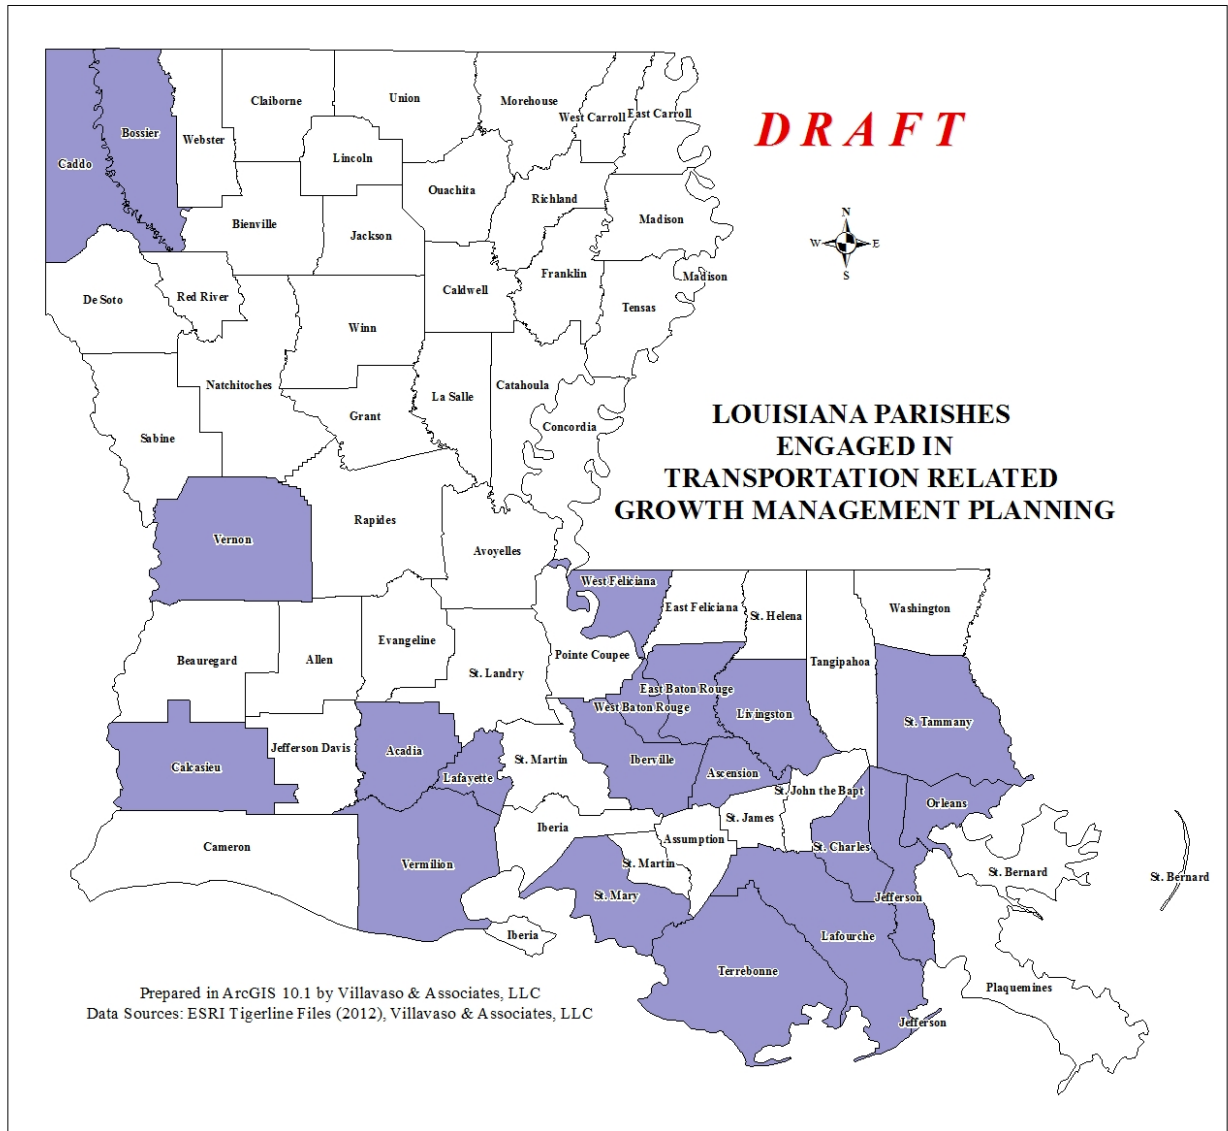 Claiborne
Union
Morehouse
West Carroll
East Carroll
DRAFT
Bossier
Webster
Caddo
Lincoln
Ouachita
Richland
Bienville
Jackson
Madison
N
W
E
S
Franklin
Madison
De Soto
Red River
Caldwell
Tensas
Winn
Natchitoches
La Salle
Catahoula
Grant
Concordia
Sabine
LOUISIANA PARISHES
ENGAGED IN
TRANSPORTATION RELATED
GROWTH MANAGEMENT PLANNING
Vernon
Rapides
Avoyelles
West Feliciana
East Feliciana
St. Helena
Washington
Beauregard
Allen
Evangeline
St. Landry
Pointe Coupee
Tangipahoa
East Baton Rouge
West Baton Rouge
Livingston
St. Tammany
Calcasieu
Jefferson Davis
Acadia
Lafayette
St. Martin
Iberville
Ascension
St. John the Bapt
Orleans
Cameron
Iberia
Assumption
St. James
St. Charles
Vermilion
St. Martin
St. Bernard
St. Bernard
St. Mary
Jefferson
Iberia
Lafourche
Terrebonne
Plaquemines
Jefferson
Prepared in ArcGIS 10.1 by Villavaso & Associates, LLC
Data Sources: ESRI Tigerline Files (2012), Villavaso & Associates, LLC